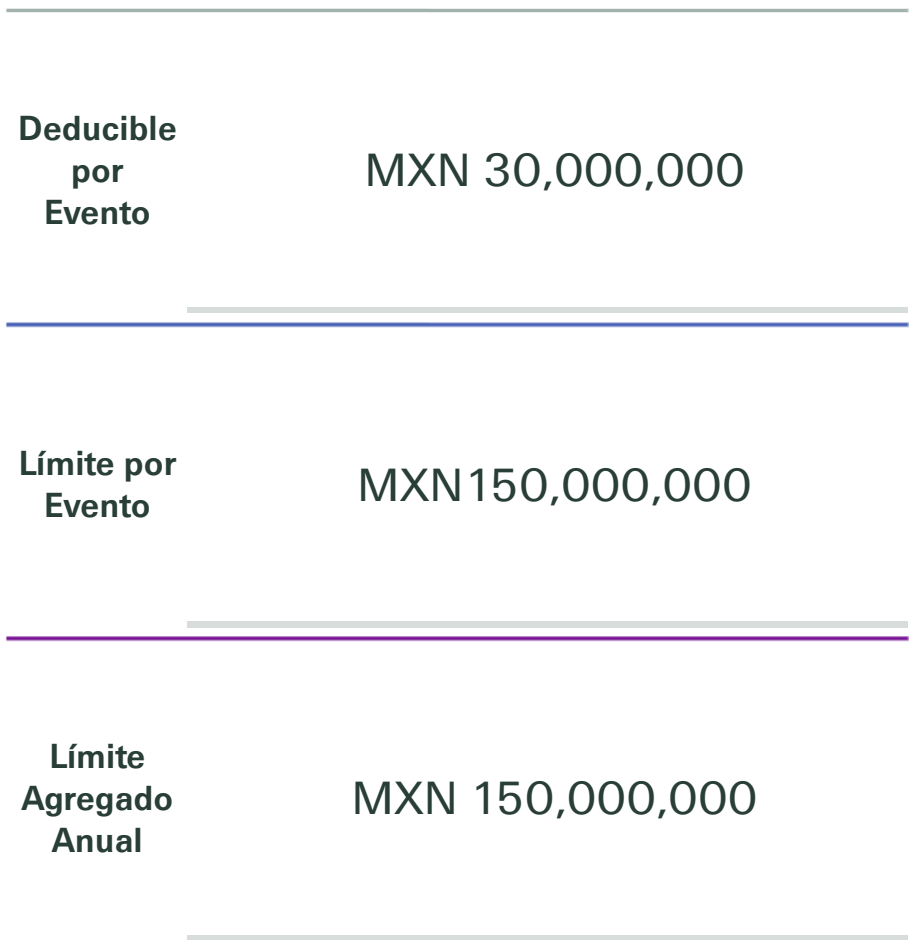 Deducible
por
Evento
MXN 30,000,000
Límite por
Evento
MXN150,000,000
Límite
Agregado
Anual
MXN 150,000,000